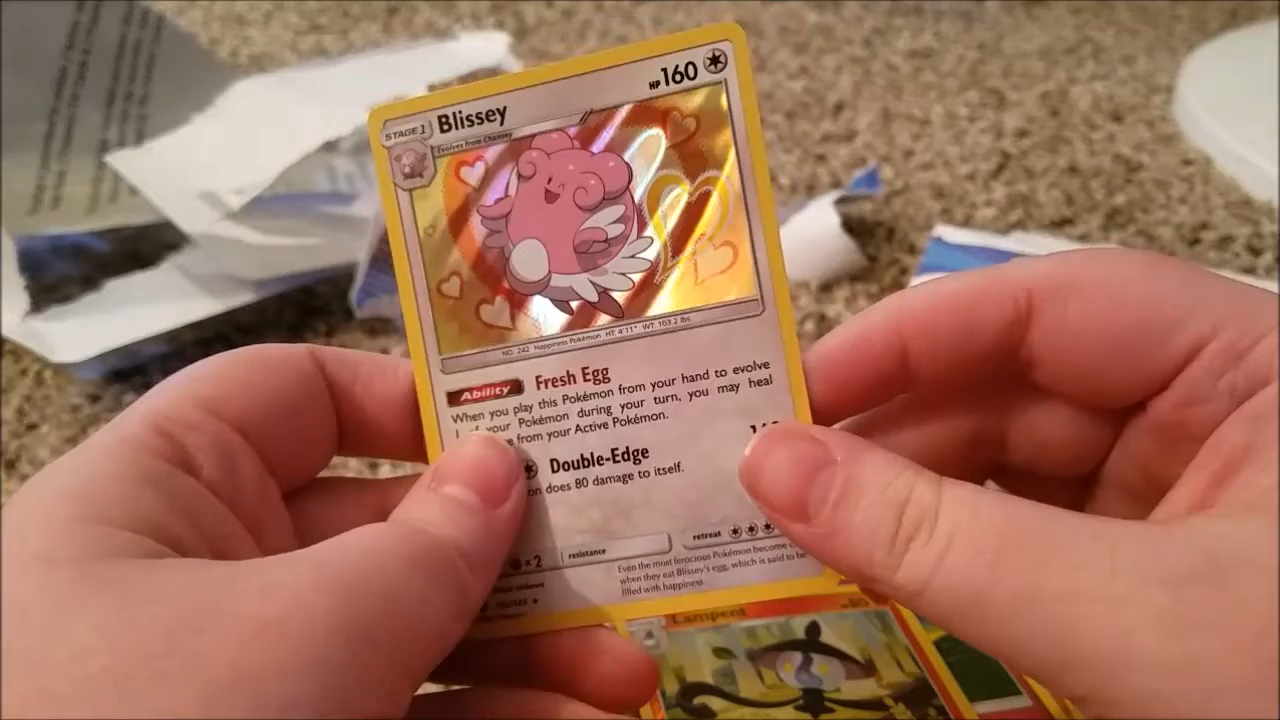 HP 160
STAGE 1 Blissey
Evolves from Chansey
NO. 242 Happiness Pokémon HT: 4'11" WT: 103.2 lbs.
Ability Fresh Egg
When you play this Pokémon from your hand to evolve
of your Pokémon during your turn, you may heal
from your Active Pokémon.
Double-Edge
does 80 damage to itself.
×2 resistance
retreat
Even the most ferocious Pokémon become
when they eat Blissey's egg, which is said to be
filled with happiness.
Lampent